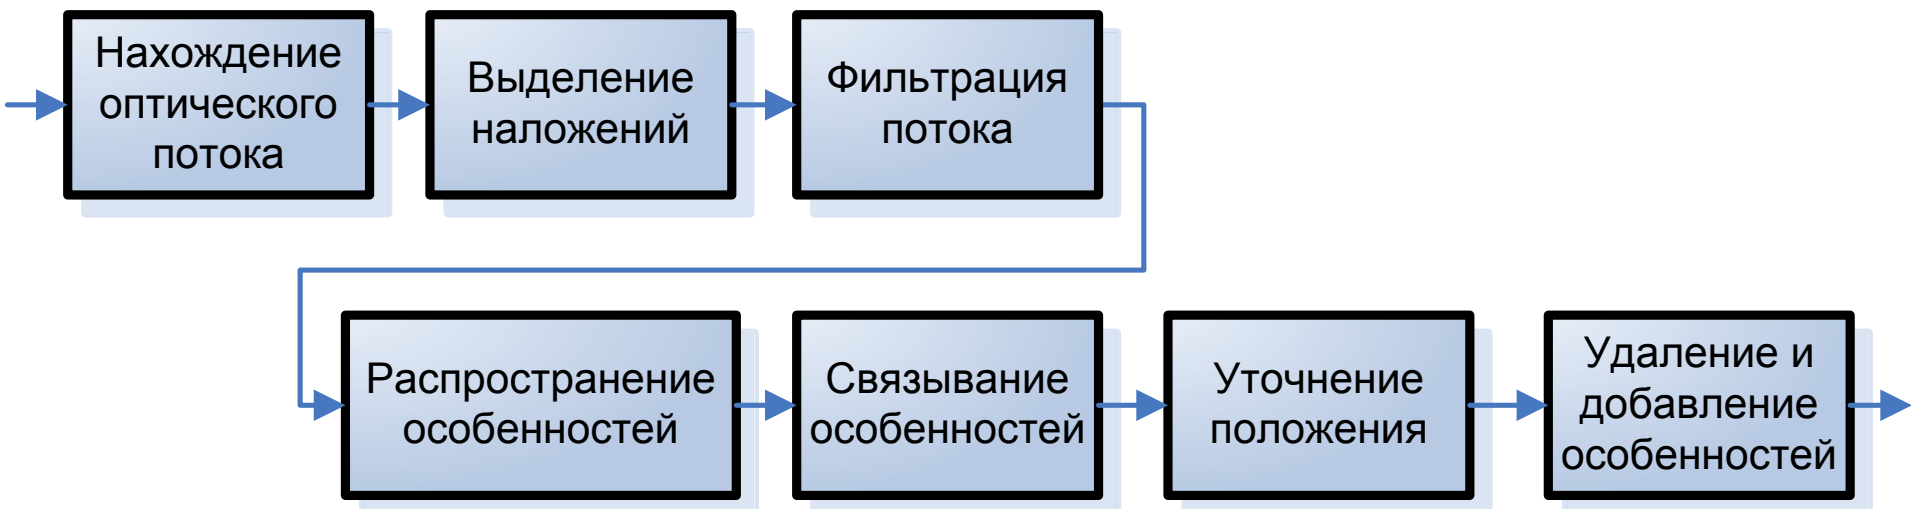 Нахождение
оптического
потока
Выделение
наложений
Фильтрация
потока
Распространение
особенностей
Связывание
особенностей
Уточнение
положения
Удаление и
добавление
особенностей